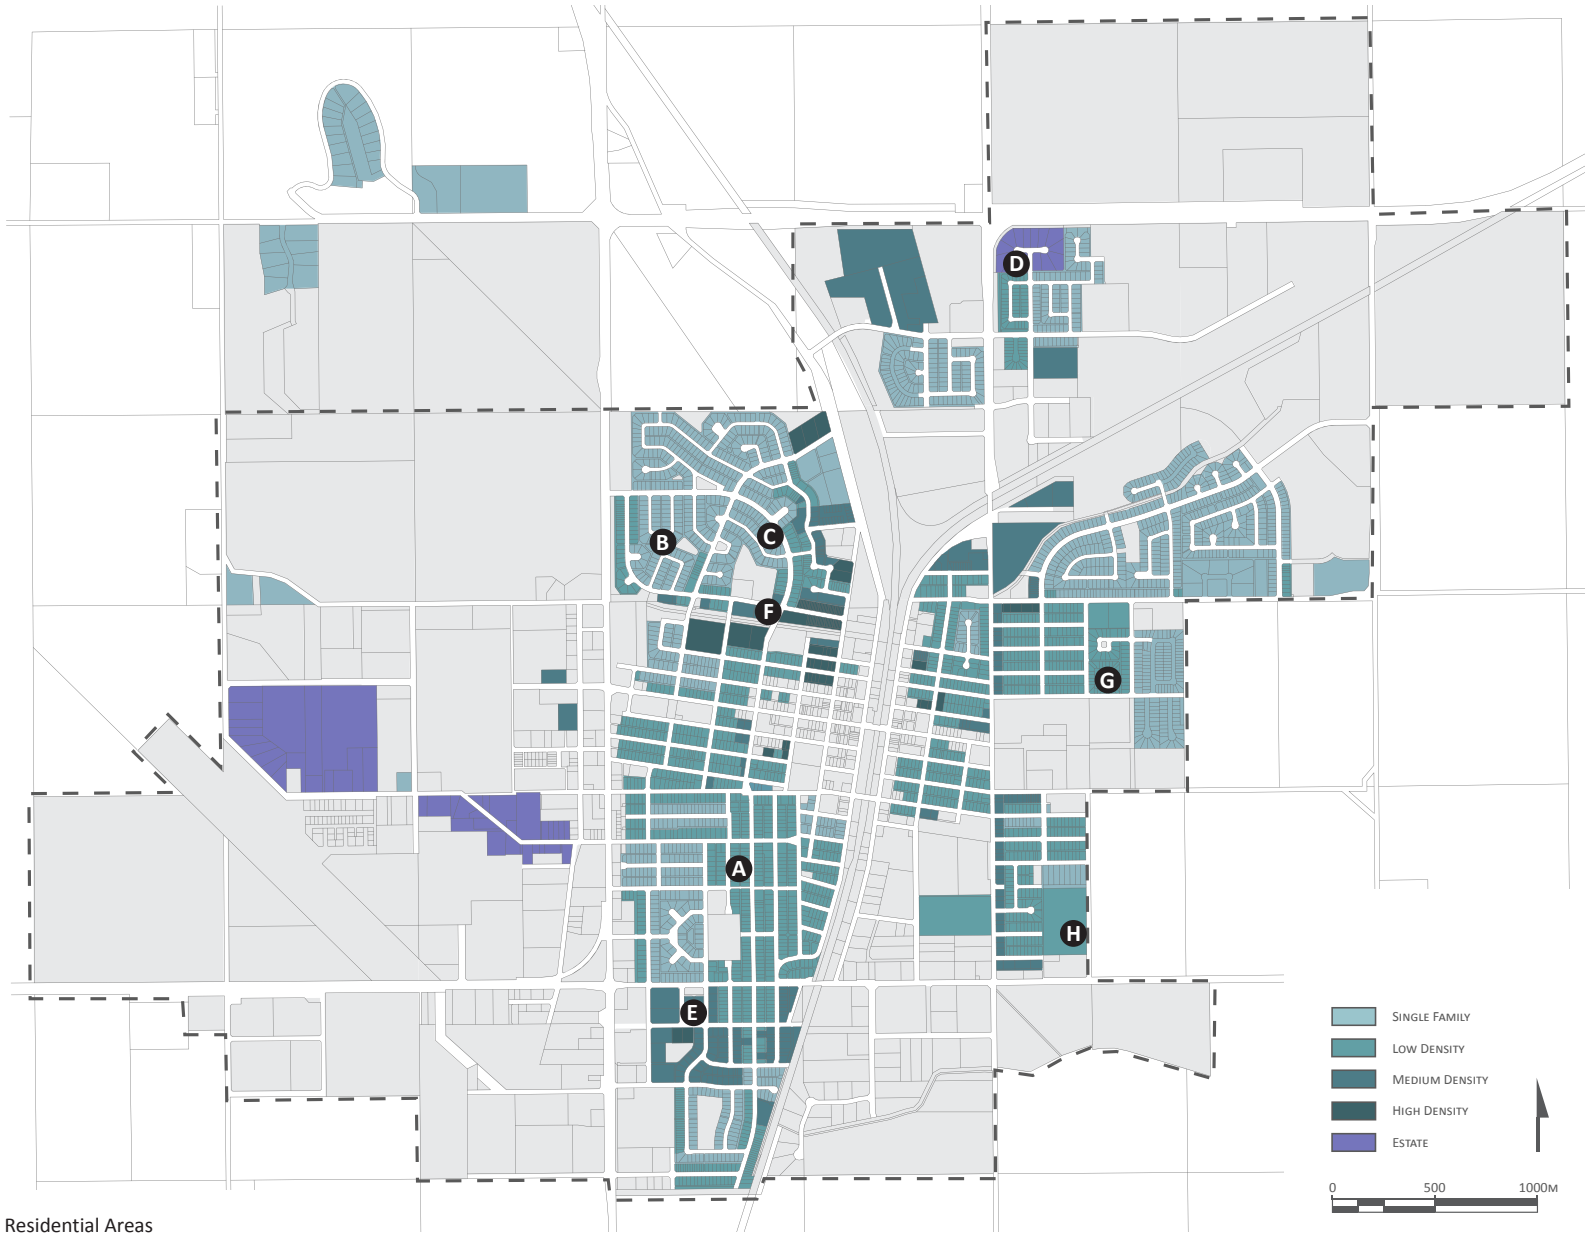 D
B
C
F
G
A
H
E
SINGLE FAMILY
LOW DENSITY
MEDIUM DENSITY
HIGH DENSITY
ESTATE
0 500 1000M
Residential Areas